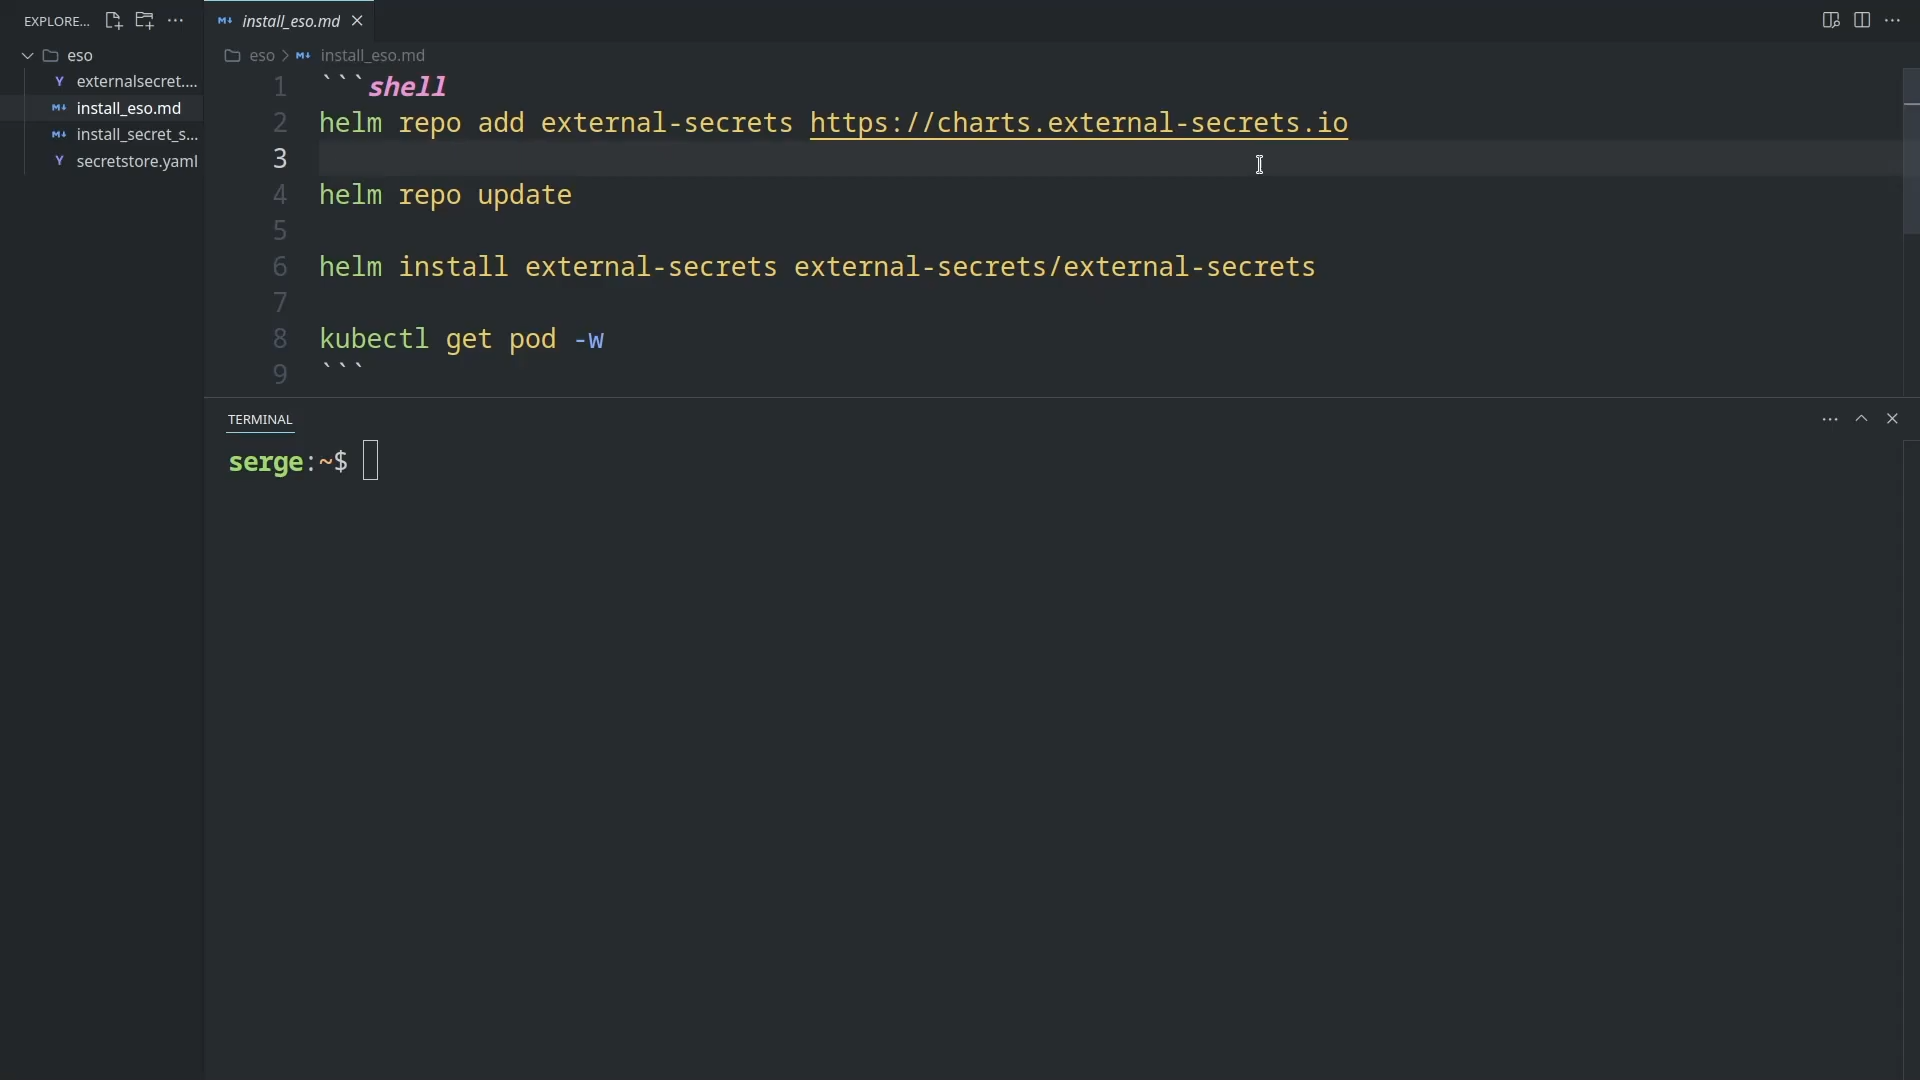 EXPLORE...
eso
externalsecret....
install_eso.md
install_secret_s...
secretstore.yaml
install_eso.md
eso > install_eso.md
1 ```shell
2 helm repo add external-secrets https://charts.external-secrets.io
3
4 helm repo update
5
6 helm install external-secrets external-secrets/external-secrets
7
8 kubectl get pod -w
9 ```
TERMINAL
serge:~$